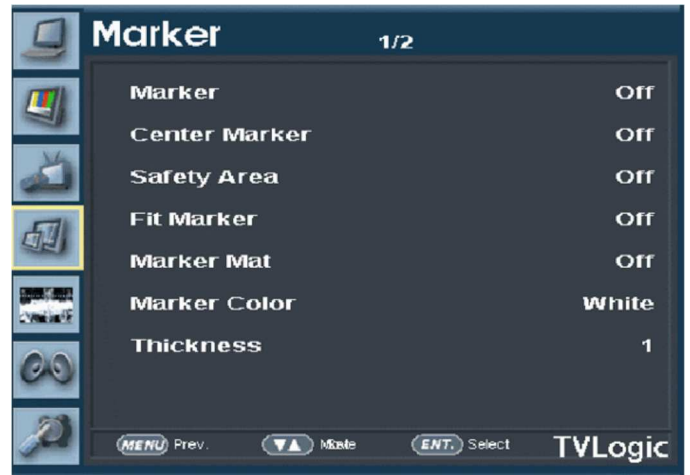 Marker 1/2
Marker Off
Center Marker Off
Safety Area Off
Fit Marker Off
Marker Mat Off
Marker Color White
Thickness 1
MENU Prev. ▼▲ ENT. Select TVLogic